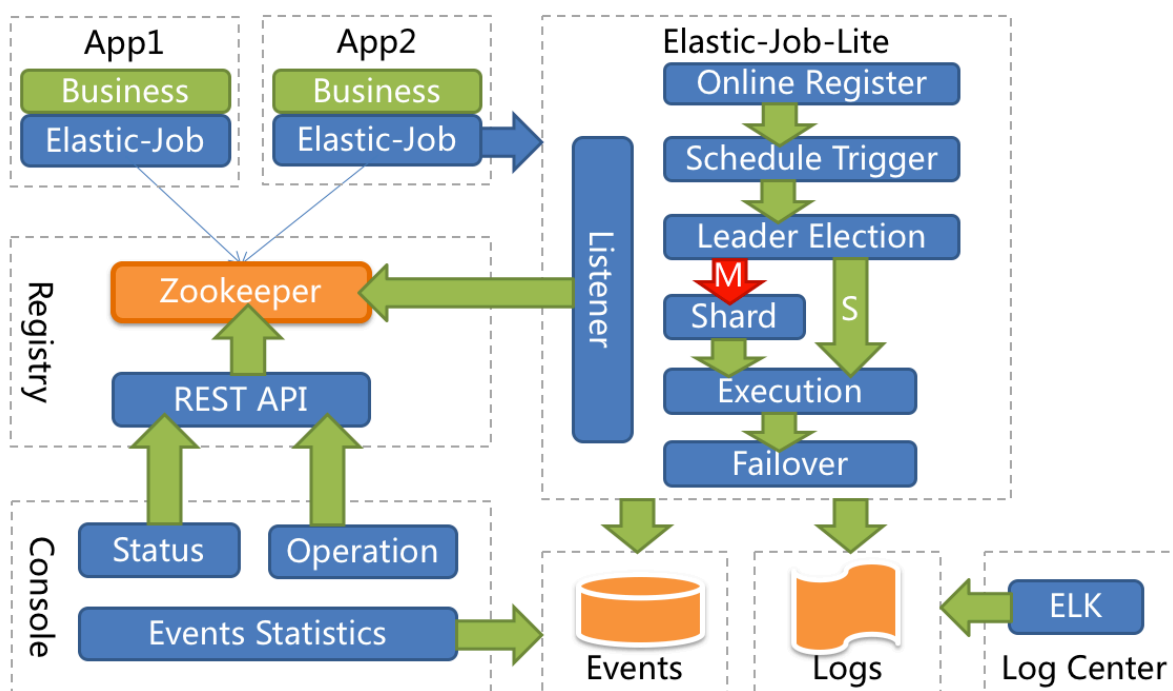 App1
Business
Elastic-Job
App2
Business
Elastic-Job
Elastic-Job-Lite
Online Register
Schedule Trigger
Leader Election
M
S
Shard
Execution
Failover
Listener
Registry
Zookeeper
REST API
Console
Status
Operation
Events Statistics
Events
Logs
ELK
Log Center